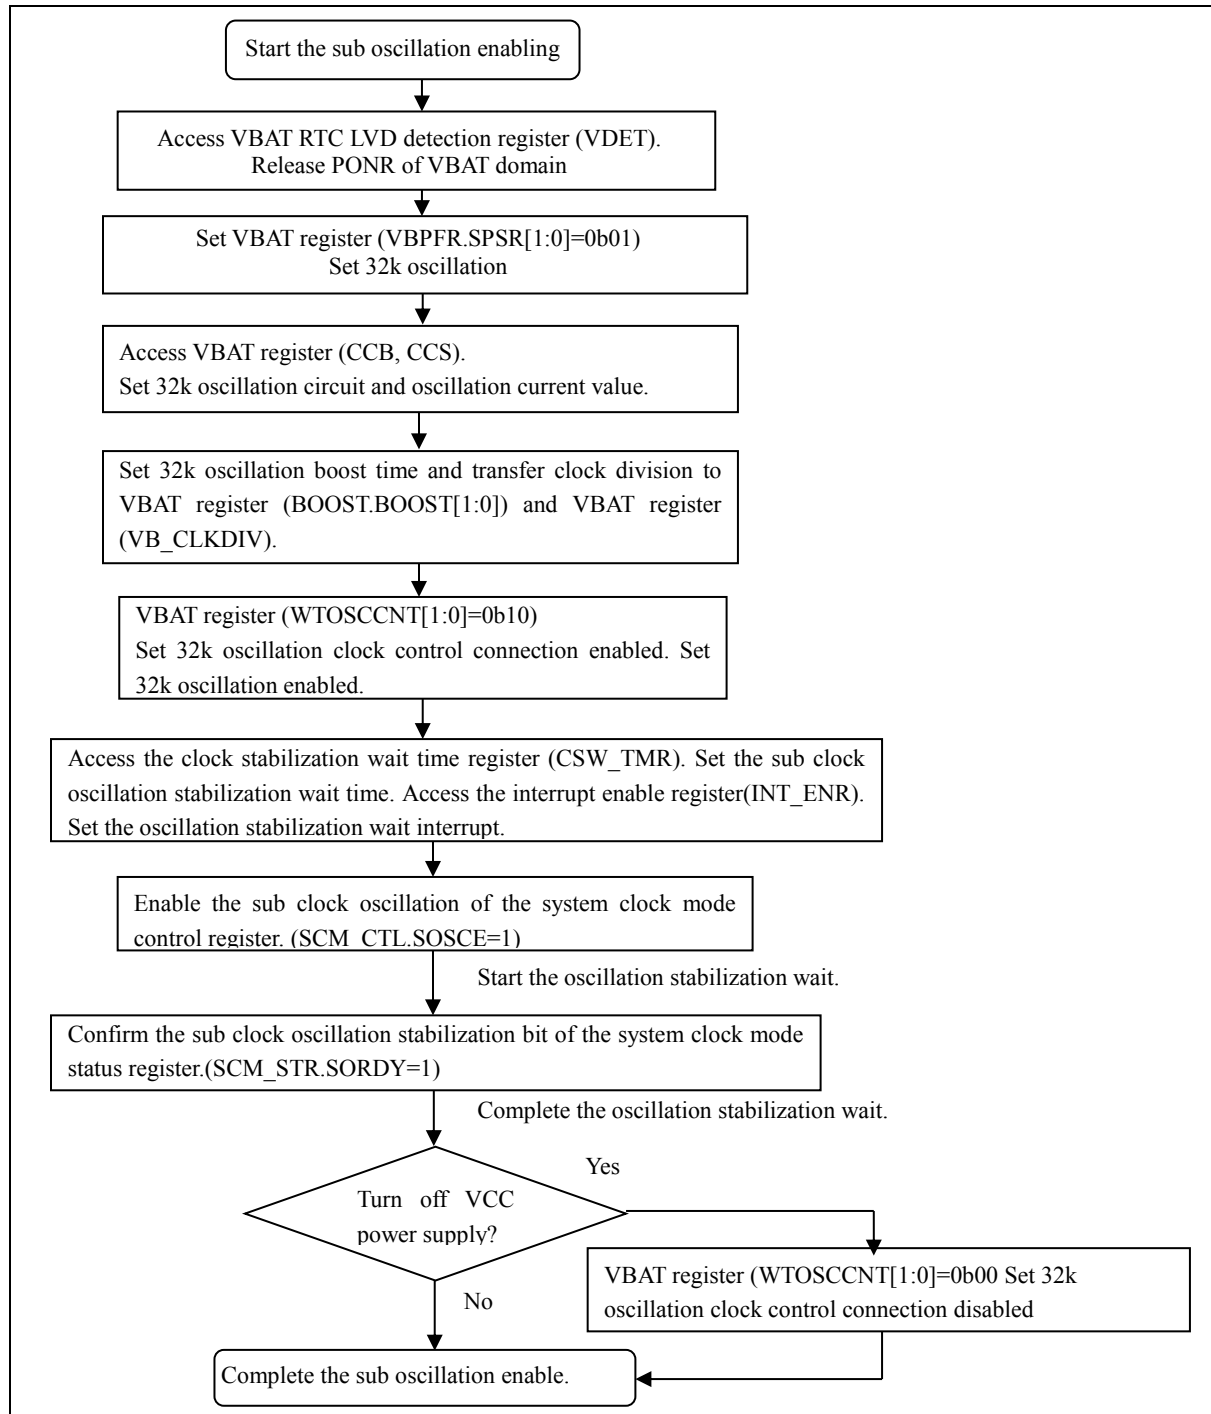 Start the sub oscillation enabling
Access VBAT RTC LVD detection register (VDET).
Release PONR of VBAT domain
Set VBAT register (VBPFR.SPSR[1:0]=0b01)
Set 32k oscillation
Access VBAT register (CCB, CCS).
Set 32k oscillation circuit and oscillation current value.
Set 32k oscillation boost time and transfer clock division to
VBAT register (BOOST.BOOST[1:0]) and VBAT register
(VB_CLKDIV).
VBAT register (WTOSCCNT[1:0]=0b10)
Set 32k oscillation clock control connection enabled. Set
32k oscillation enabled.
Access the clock stabilization wait time register (CSW_TMR). Set the sub clock
oscillation stabilization wait time. Access the interrupt enable register(INT_ENR).
Set the oscillation stabilization wait interrupt.
Enable the sub clock oscillation of the system clock mode
control register. (SCM_CTL.SOSCE=1)
Start the oscillation stabilization wait.
Confirm the sub clock oscillation stabilization bit of the system clock mode
status register.(SCM_STR.SORDY=1)
Complete the oscillation stabilization wait.
Yes
Turn off VCC
power supply?
VBAT register (WTOSCCNT[1:0]=0b00 Set 32k
oscillation clock control connection disabled
No
Complete the sub oscillation enable.